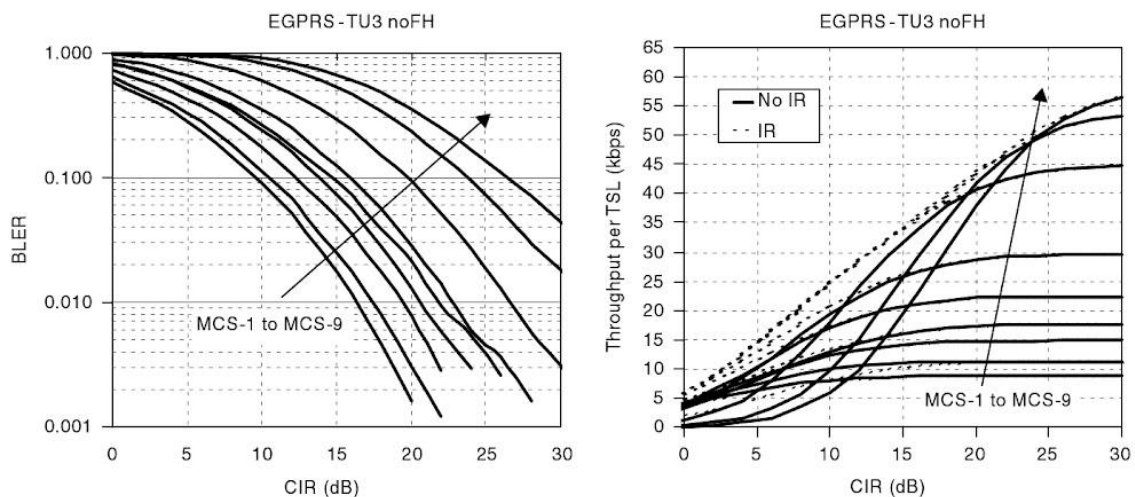 EGPRS - TU3 noFH
1.000
0.100
0.010
0.001
BLER
MCS-1 to MCS-9
0 5 10 15 20 25 30
CIR (dB)
EGPRS - TU3 noFH
65
60
55
50
45
40
35
30
25
20
15
10
5
0
Throughput per TSL (kbps)
No IR
IR
MCS-1 to MCS-9
0 5 10 15 20 25 30
CIR (dB)